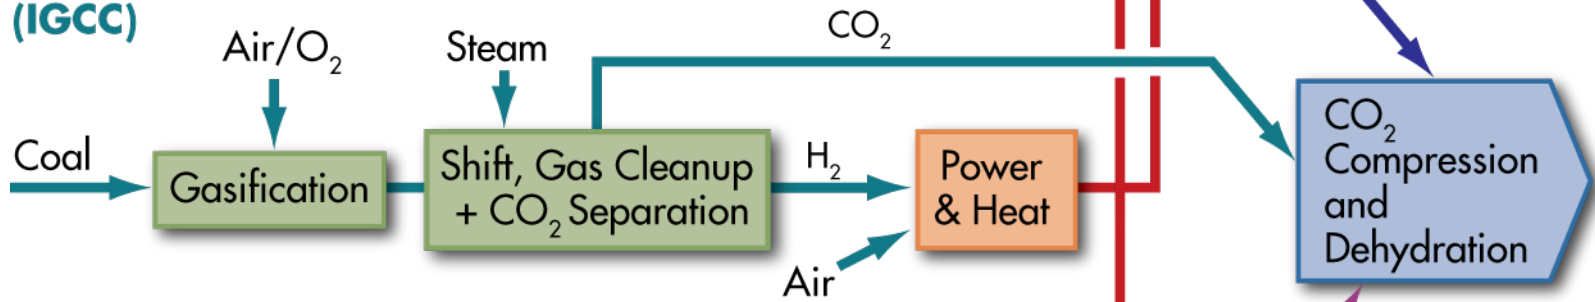 (IGCC)
Air/O₂
Steam
CO₂
Coal
Gasification
Shift, Gas Cleanup
+ CO₂ Separation
H₂
Air
Power
& Heat
CO₂
Compression
and
Dehydration